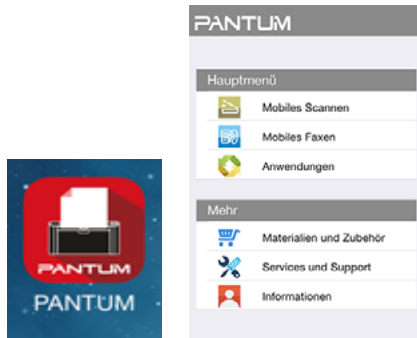 PANTUM
PANTUM
PANTUM
Hauptmenü
Mobiles Scannen
Mobiles Faxen
Anwendungen
Mehr
Materialien und Zubehör
Services und Support
Informationen